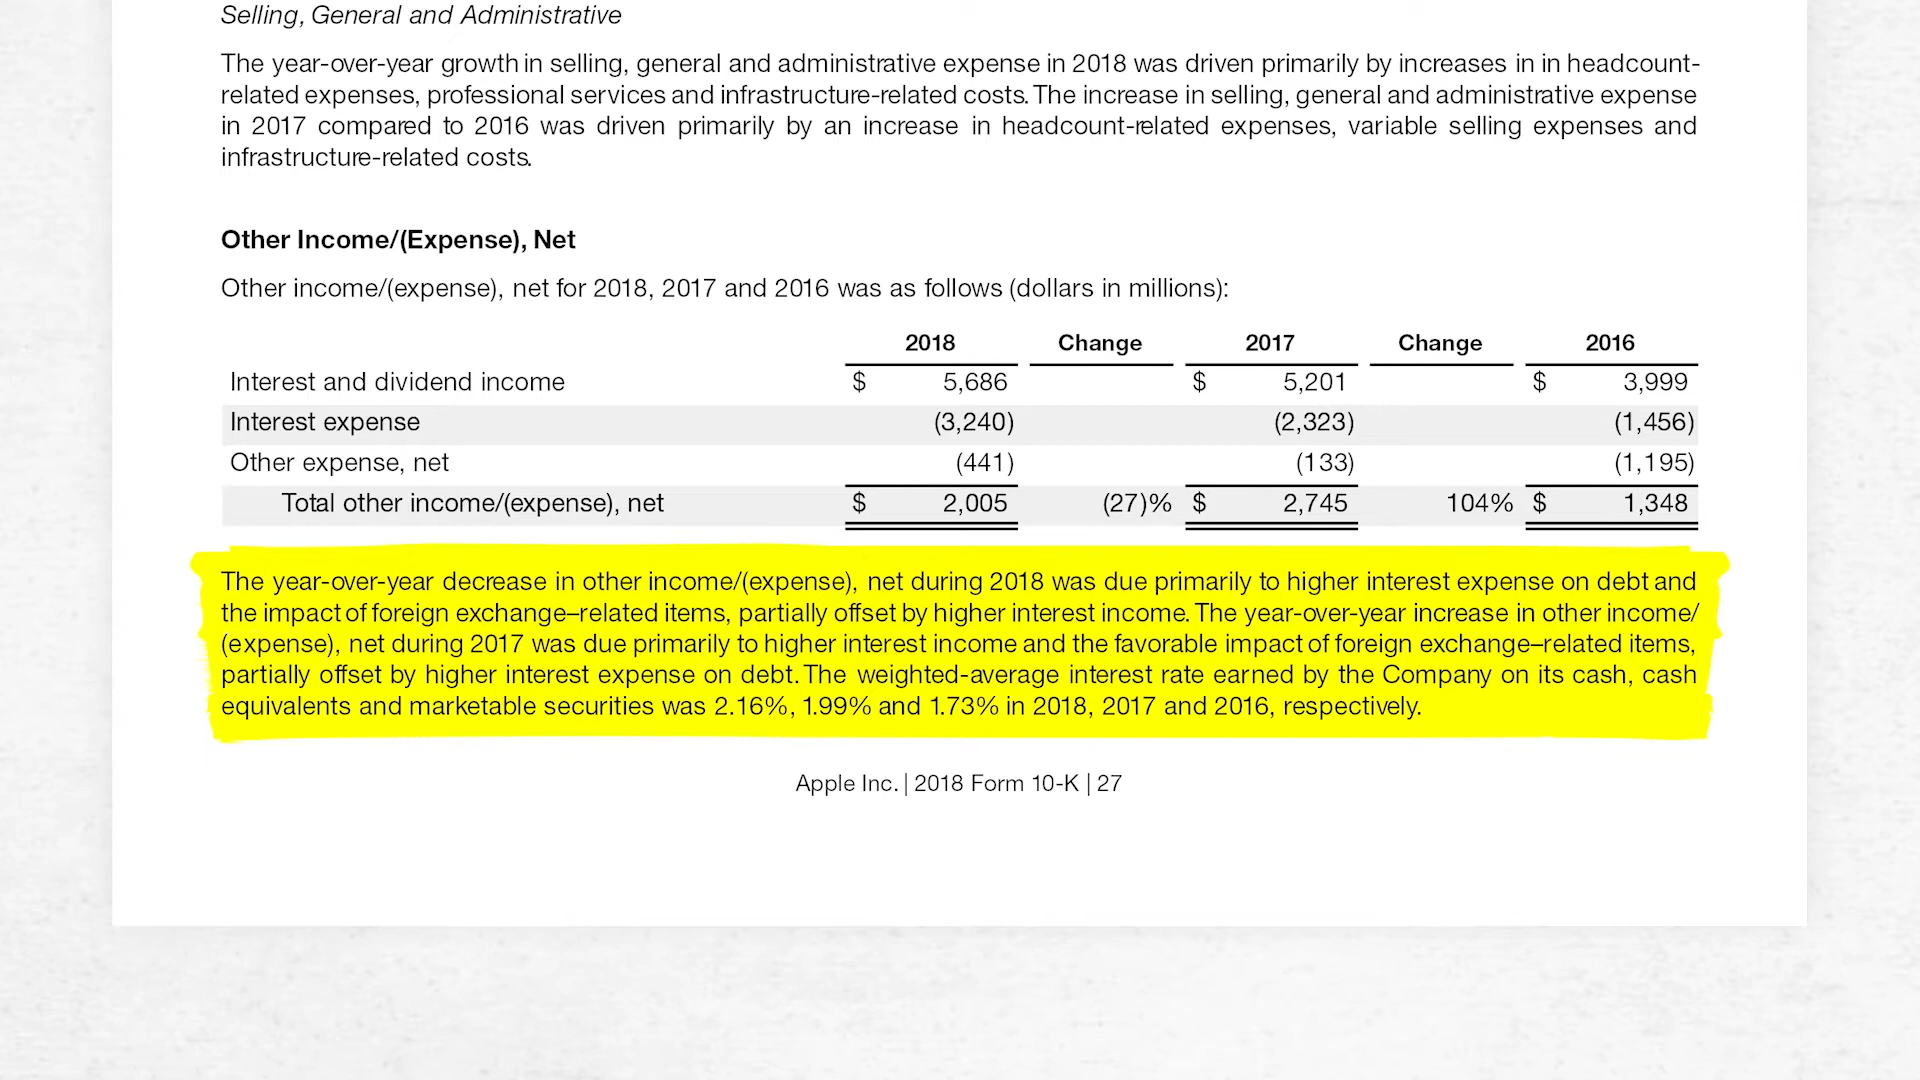 Selling, General and Administrative
The year-over-year growth in selling, general and administrative expense in 2018 was driven primarily by increases in in headcount-
related expenses, professional services and infrastructure-related costs. The increase in selling, general and administrative expense
in 2017 compared to 2016 was driven primarily by an increase in headcount-related expenses, variable selling expenses and
infrastructure-related costs.
Other Income/(Expense), Net
Other income/(expense), net for 2018, 2017 and 2016 was as follows (dollars in millions):
2018 Change 2017 Change 2016
Interest and dividend income $ 5,686 $ 5,201 $ 3,999
Interest expense (3,240) (2,323) (1,456)
Other expense, net (441) (133) (1,195)
Total other income/(expense), net $ 2,005 (27)% $ 2,745 104% $ 1,348
The year-over-year decrease in other income/(expense), net during 2018 was due primarily to higher interest expense on debt and
the impact of foreign exchange–related items, partially offset by higher interest income. The year-over-year increase in other income/
(expense), net during 2017 was due primarily to higher interest income and the favorable impact of foreign exchange–related items,
partially offset by higher interest expense on debt. The weighted-average interest rate earned by the Company on its cash, cash
equivalents and marketable securities was 2.16%, 1.99% and 1.73% in 2018, 2017 and 2016, respectively.
Apple Inc. | 2018 Form 10-K | 27